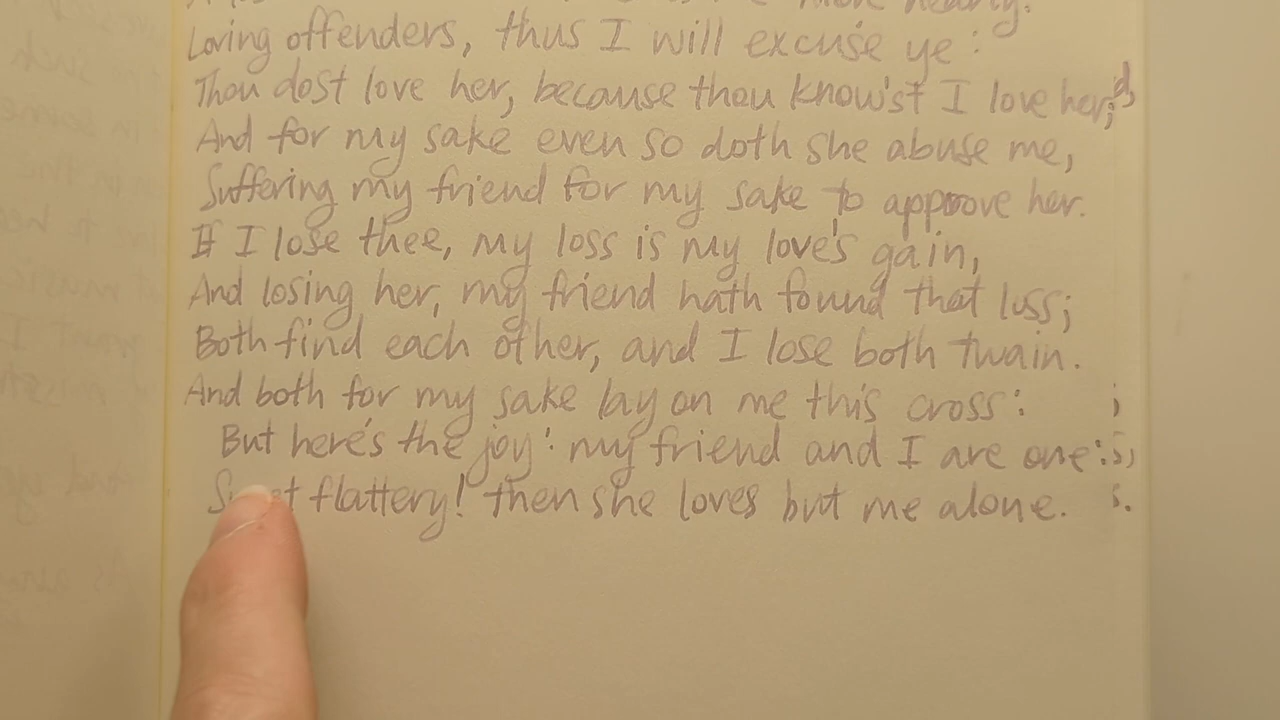 nearly.
Loving offenders, thus I will excuse ye:
Thou dost love her, because thou know'st I love her;
And for my sake even so doth she abuse me,
Suffering my friend for my sake to approve her.
If I lose thee, my loss is my love's gain,
And losing her, my friend hath found that loss;
Both find each other, and I lose both twain.
And both for my sake lay on me this cross:
But here's the joy: my friend and I are one:
flattery! then she loves but me alone.